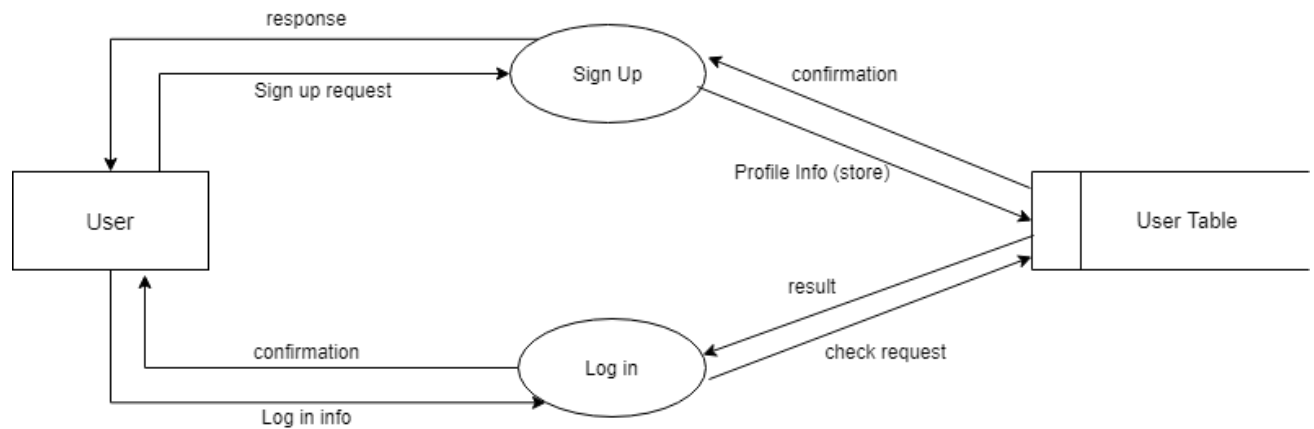 response
Sign Up
confirmation
Sign up request
Profile Info (store)
User
User Table
result
confirmation
check request
Log in
Log in info